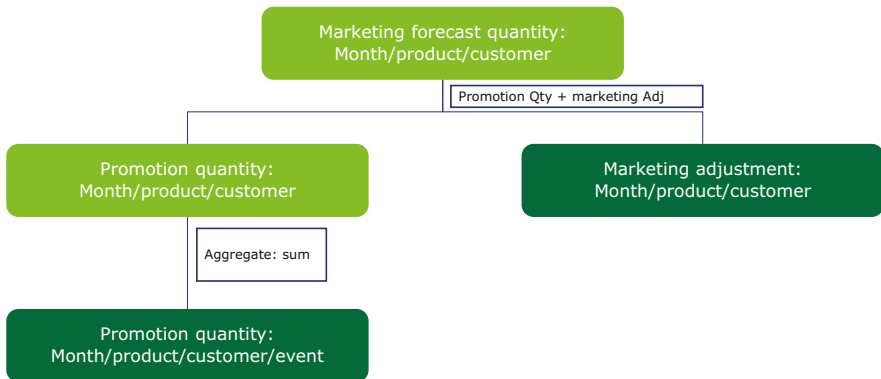 Marketing forecast quantity:
Month/product/customer
Promotion Qty + marketing Adj
Promotion quantity:
Month/product/customer
Marketing adjustment:
Month/product/customer
Aggregate: sum
Promotion quantity:
Month/product/customer/event